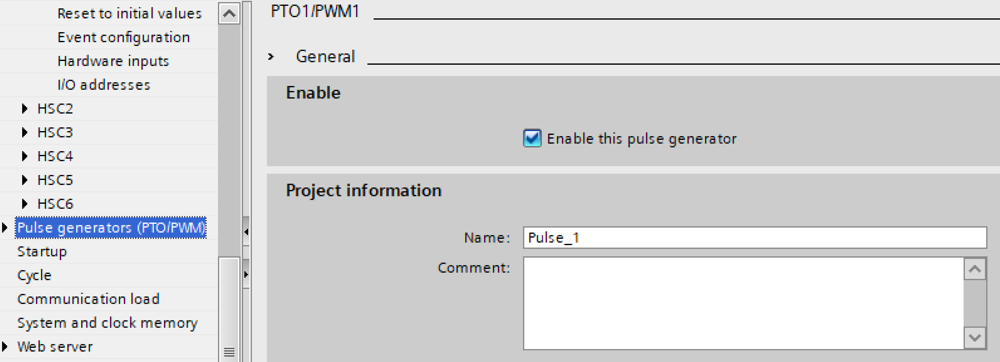 Reset to initial values
Event configuration
Hardware inputs
I/O addresses
HSC2
HSC3
HSC4
HSC5
HSC6
Pulse generators (PTO/PWM)
Startup
Cycle
Communication load
System and clock memory
Web server
PTO1/PWM1
General
Enable
Enable this pulse generator
Project information
Name: Pulse_1
Comment: